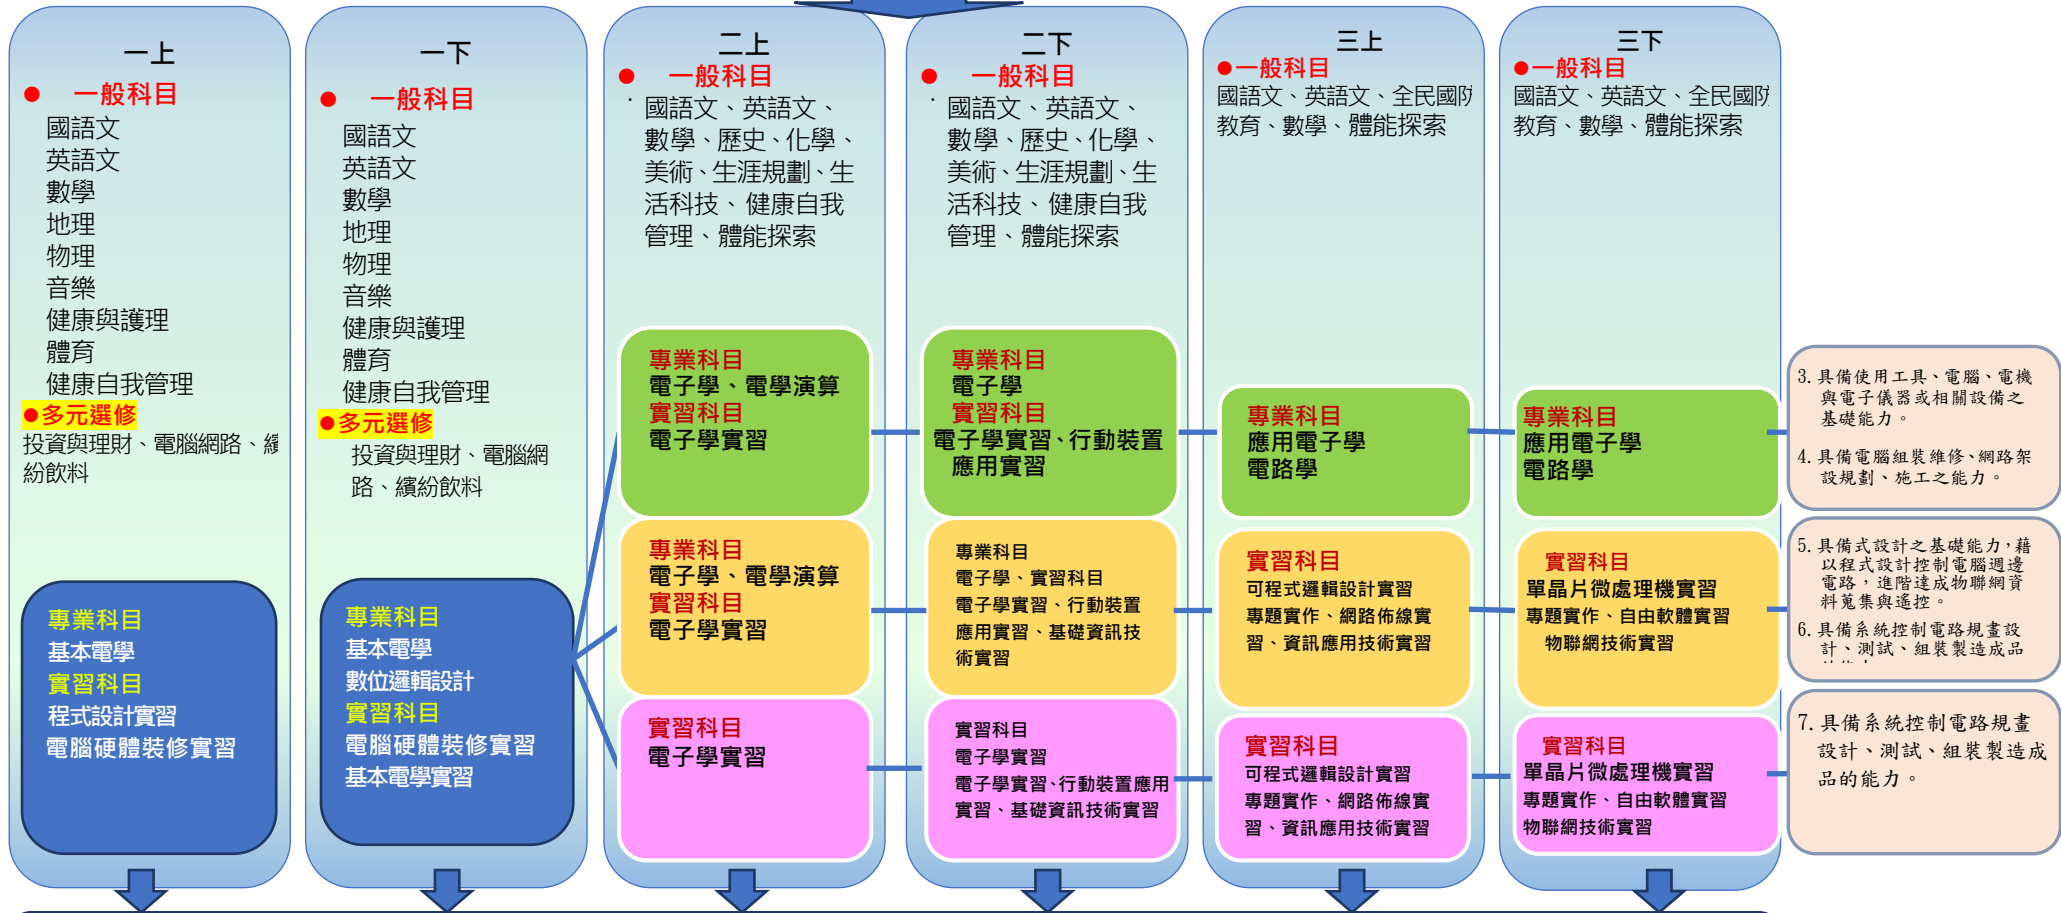 一上
●一般科目
國語文
英語文
數學
地理
物理
音樂
健康與護理
體育
健康自我管理
●多元選修
投資與理財、電腦網路、繽
紛飲料
專業科目
基本電學
實習科目
程式設計實習
電腦硬體裝修實習
一下
●一般科目
國語文
英語文
數學
地理
物理
音樂
健康與護理
體育
健康自我管理
●多元選修
投資與理財、電腦網
路、繽紛飲料
專業科目
基本電學
數位邏輯設計
實習科目
電腦硬體裝修實習
基本電學實習
二上
●一般科目
國語文、英語文、
數學、歷史、化學、
美術、生涯規劃、生
活科技、健康自我
管理、體能探索
專業科目
電子學、電學演算
實習科目
電子學實習
專業科目
電子學、電學演算
實習科目
電子學實習
實習科目
電子學實習
二下
●一般科目
國語文、英語文、
數學、歷史、化學、
美術、生涯規劃、生
活科技、健康自我
管理、體能探索
專業科目
電子學
實習科目
電子學實習、行動裝置
應用實習
專業科目
電子學、實習科目
電子學實習、行動裝置
應用實習、基礎資訊技
術實習
實習科目
電子學實習
電子學實習、行動裝置應用
實習、基礎資訊技術實習
三上
●一般科目
國語文、英語文、全民國防
教育、數學、體能探索
專業科目
應用電子學
電路學
實習科目
可程式邏輯設計實習
專題實作、網路佈線實
習、資訊應用技術實習
實習科目
可程式邏輯設計實習
專題實作、網路佈線實
習、資訊應用技術實習
三下
●一般科目
國語文、英語文、全民國防
教育、數學、體能探索
專業科目
應用電子學
電路學
實習科目
單晶片微處理機實習
專題實作、自由軟體實習
物聯網技術實習
實習科目
單晶片微處理機實習
專題實作、自由軟體實習
物聯網技術實習
3.具備使用工具、電腦、電機
與電子儀器或相關設備之
基礎能力。
4.具備電腦組裝維修、網路架
設規劃、施工之能力。
5.具備式設計之基礎能力，藉
以程式設計控制電腦週邊
電路，進階達成物聯網資
料蒐集與遙控。
6.具備系統控制電路規畫設
計、測試、組裝製造成品
7.具備系統控制電路規畫
設計、測試、組裝製造成
品的能力。